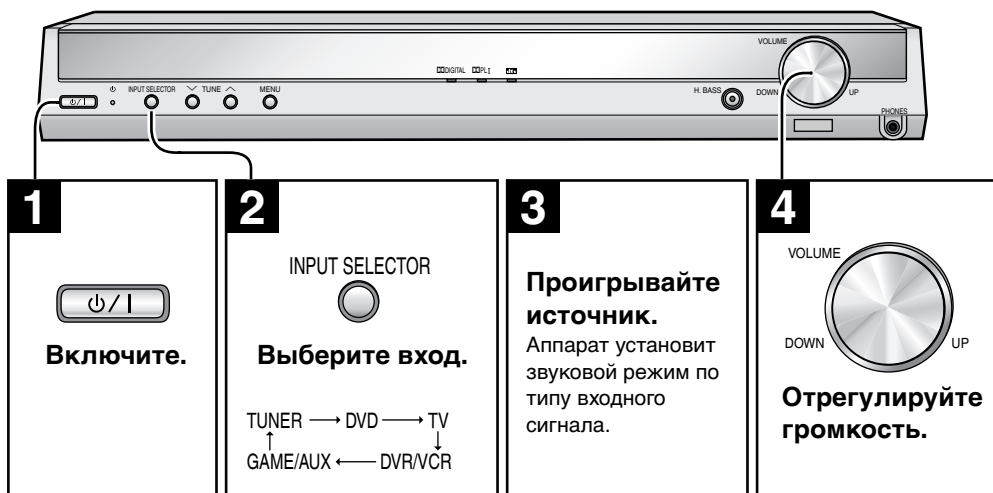 VOLUME
DIGITAL PL II dts
INPUT SELECTOR TUNE MENU H. BASS DOWN UP
PHONES
1
Включите.
2
INPUT SELECTOR
Выберите вход.
TUNER → DVD → TV
↑ ↓
GAME/AUX ← DVR/VCR
3
Проигрывайте
источник.
Аппарат установит
звуковой режим по
типу входного
сигнала.
4
VOLUME
DOWN UP
Отрегулируйте
громкость.